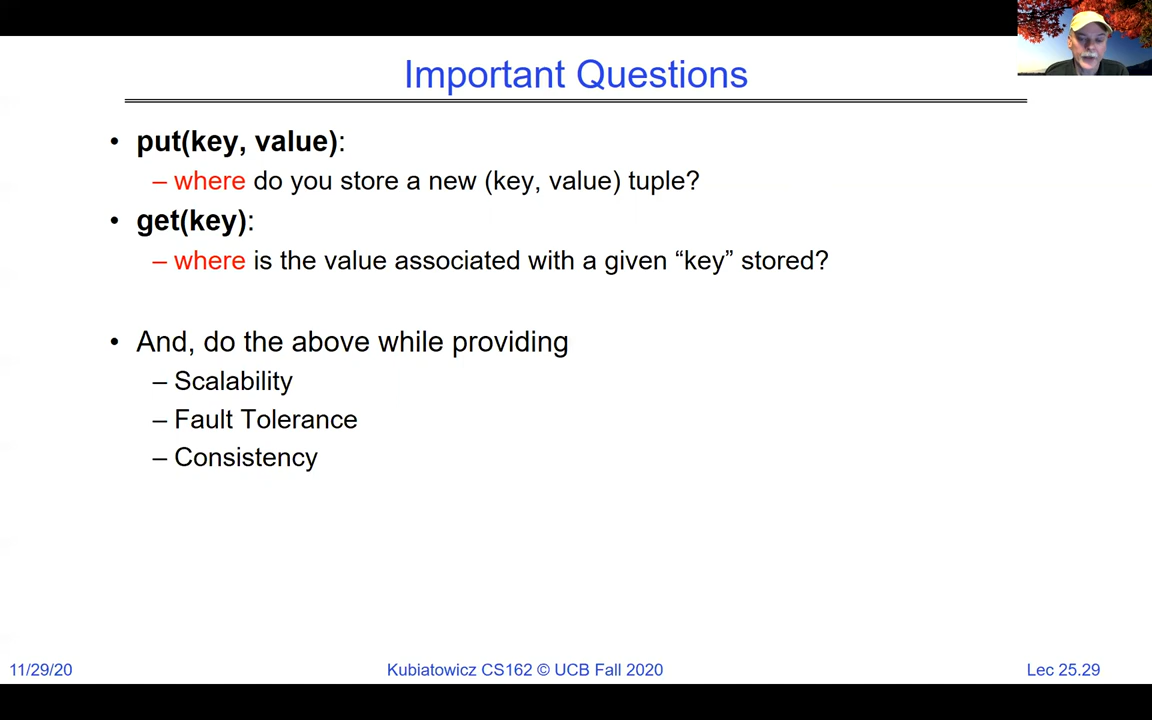 Important Questions
• put(key, value):
– where do you store a new (key, value) tuple?
• get(key):
– where is the value associated with a given “key” stored?
• And, do the above while providing
– Scalability
– Fault Tolerance
– Consistency
11/29/20 Kubiatowicz CS162 © UCB Fall 2020 Lec 25.29